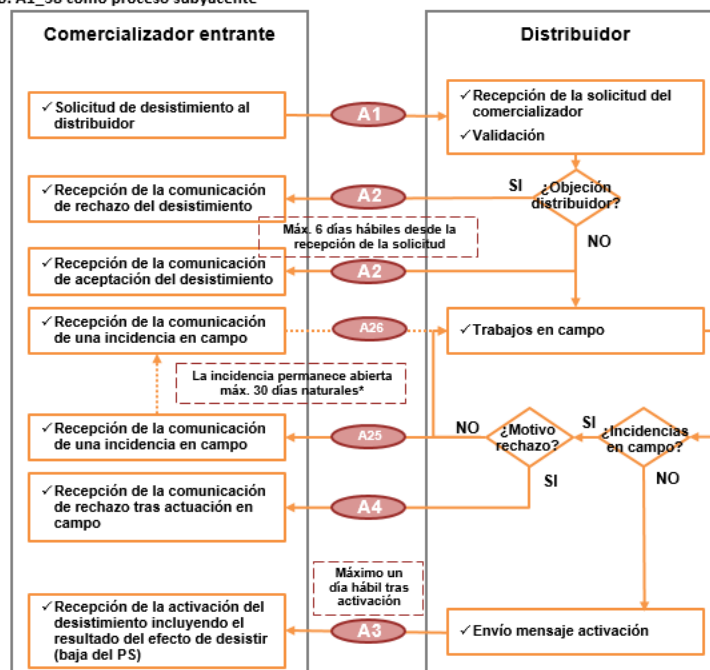 A1_38 como proceso subyacente
Comercializador entrante
Distribuidor
✓ Solicitud de desistimiento al
distribuidor
A1
✓ Recepción de la solicitud del
comercializador
✓ Validación
✓ Recepción de la comunicación
de rechazo del desistimiento
A2
SI
¿Objeción
distribuidor?
Máx. 6 días hábiles desde la
recepción de la solicitud
NO
✓ Recepción de la comunicación
de aceptación del desistimiento
A2
✓ Recepción de la comunicación
de una incidencia en campo
A26
✓ Trabajos en campo
La incidencia permanece abierta
máx. 30 días naturales*
✓ Recepción de la comunicación
de una incidencia en campo
A25
NO
¿Motivo
rechazo?
SI
¿Incidencias
en campo?
SI
NO
✓ Recepción de la comunicación
de rechazo tras actuación en
campo
A4
Máximo un
día hábil tras
activación
✓ Recepción de la activación del
desistimiento incluyendo el
resultado del efecto de desistir
(baja del PS)
A3
✓ Envío mensaje activación